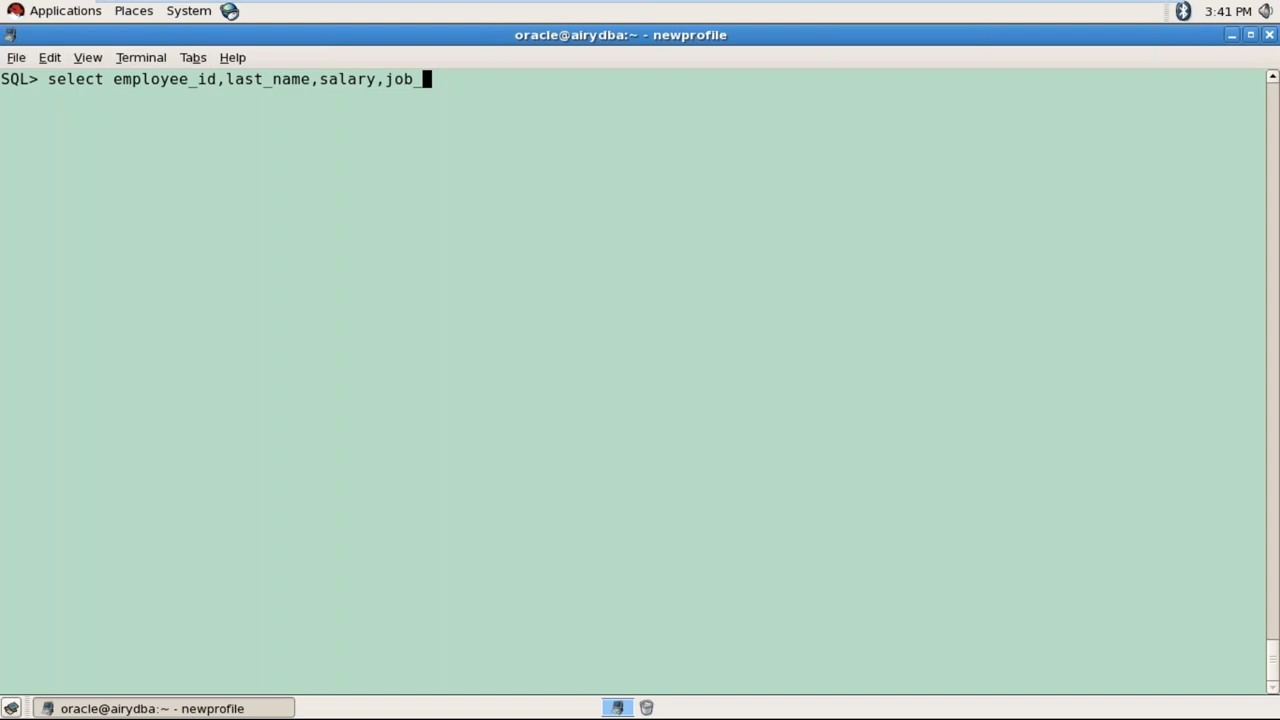 Applications Places System 3:41 PM
oracle@airydba:~ - newprofile
File Edit View Terminal Tabs Help
SQL> select employee_id,last_name,salary,job_
oracle@airydba:~ - newprofile